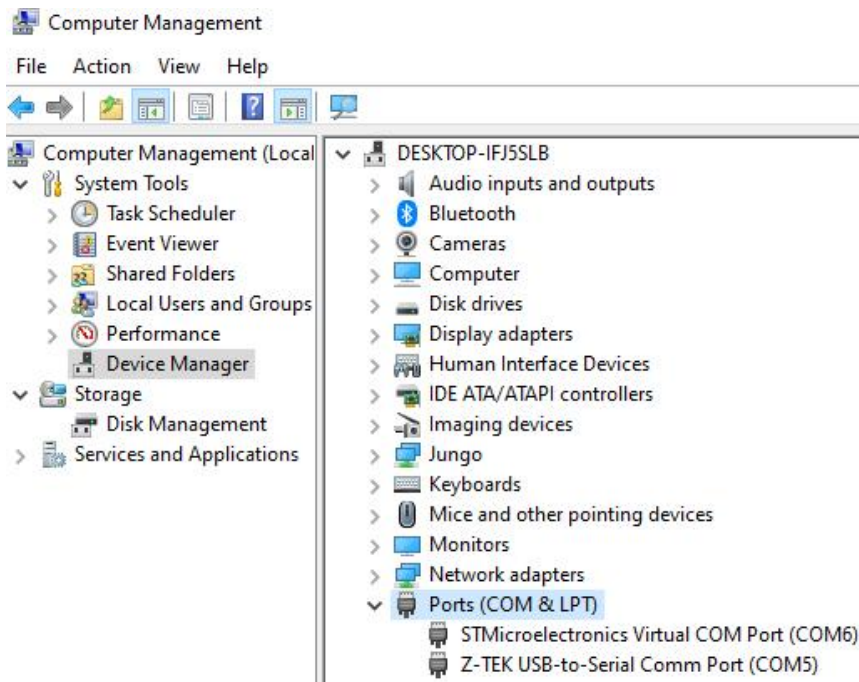 Computer Management
File Action View Help
Computer Management (Local
System Tools
Task Scheduler
Event Viewer
Shared Folders
Local Users and Groups
Performance
Device Manager
Storage
Disk Management
Services and Applications
DESKTOP-IFJ5SLB
Audio inputs and outputs
Bluetooth
Cameras
Computer
Disk drives
Display adapters
Human Interface Devices
IDE ATA/ATAPI controllers
Imaging devices
Jungo
Keyboards
Mice and other pointing devices
Monitors
Network adapters
Ports (COM & LPT)
STMicroelectronics Virtual COM Port (COM6)
Z-TEK USB-to-Serial Comm Port (COM5)